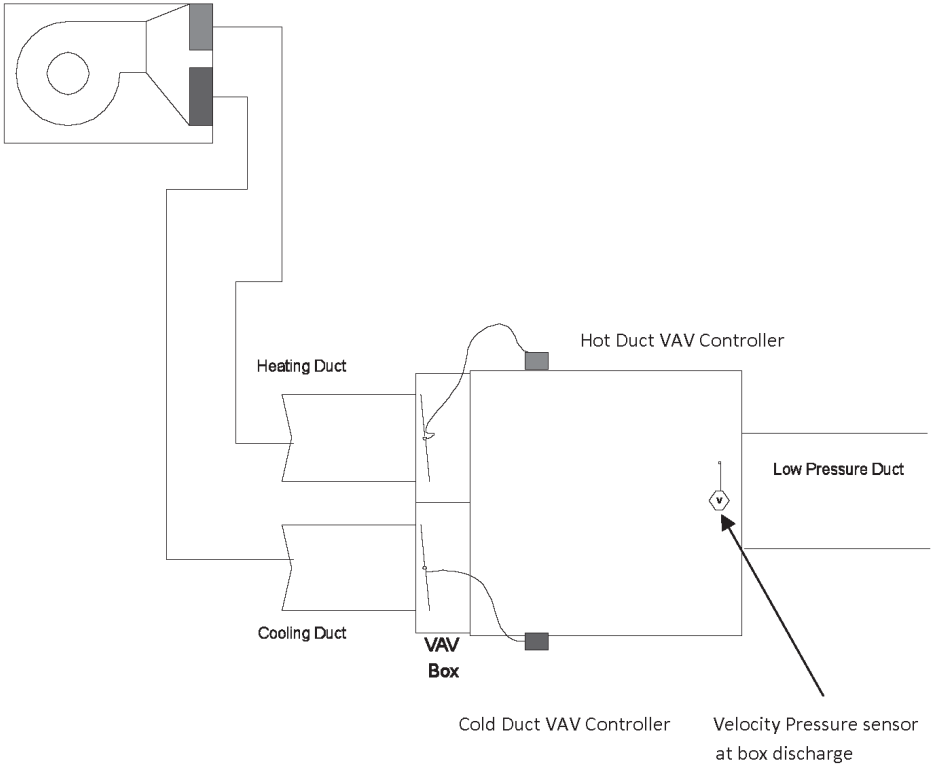 Hot Duct VAV Controller
Heating Duct
Low Pressure Duct
v
Cooling Duct
VAV
Box
Cold Duct VAV Controller
Velocity Pressure sensor
at box discharge